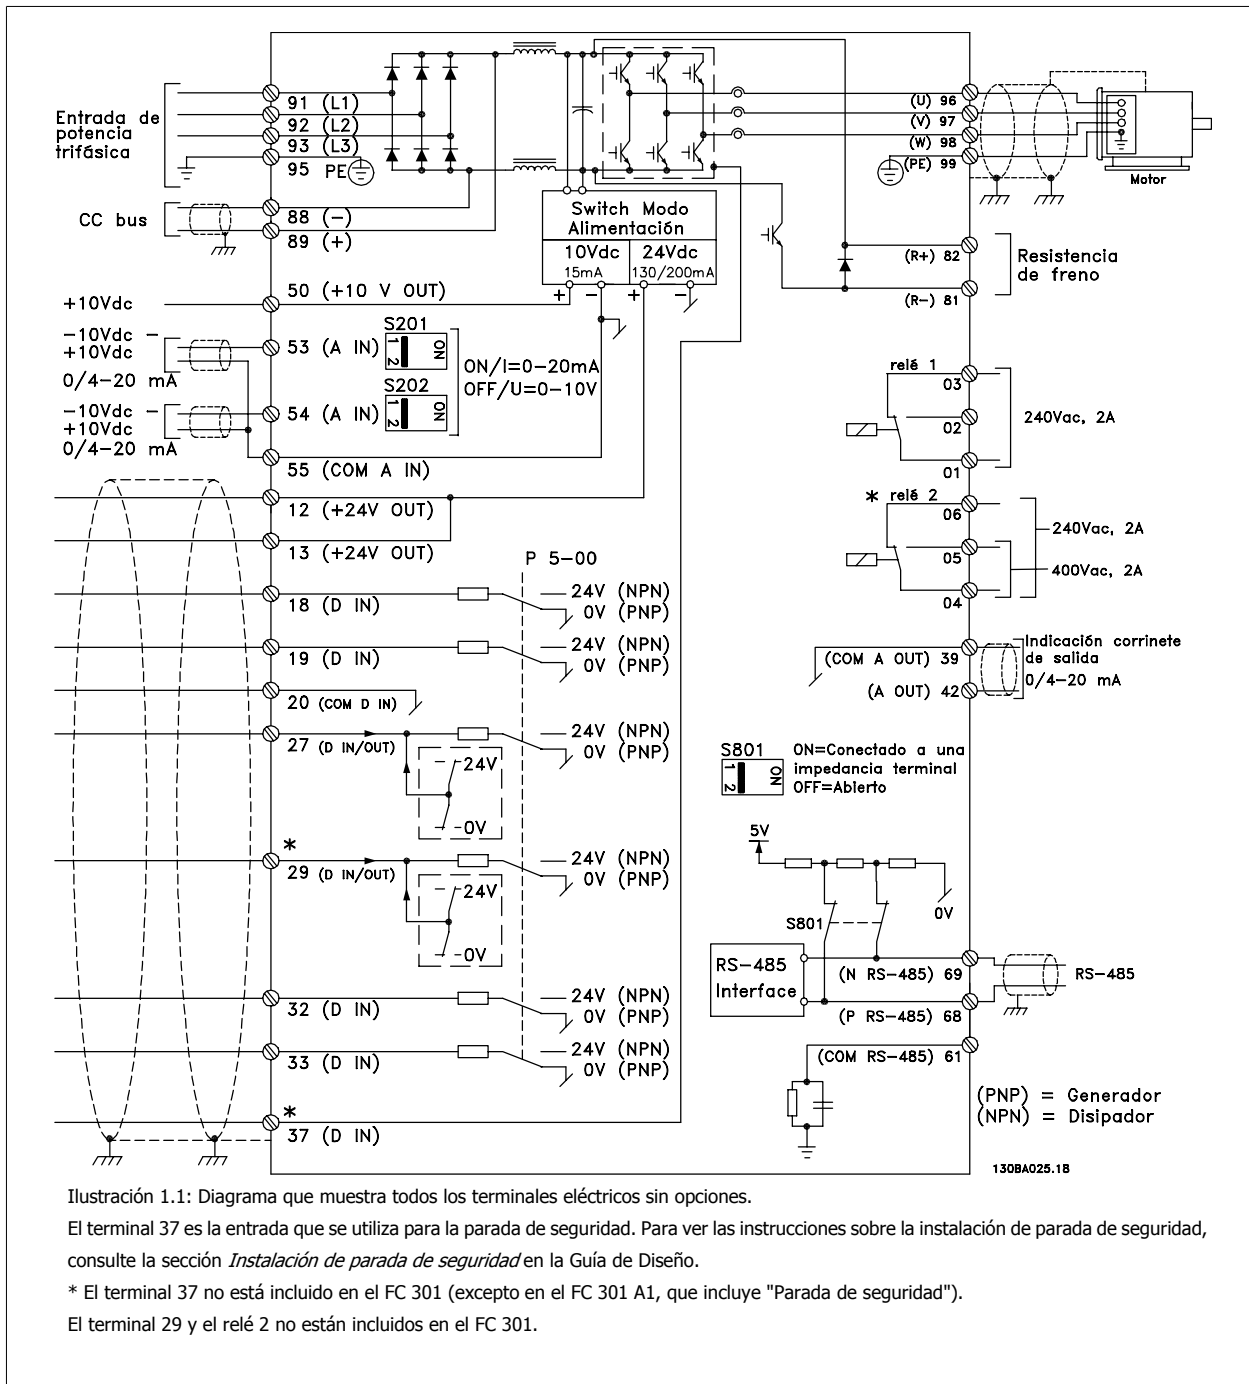 Entrada de
potencia
trifásica
91 (L1)
92 (L2)
93 (L3)
95 PE
CC bus
88 (−)
89 (+)
+10Vdc
50 (+10 V OUT)
−10Vdc −
+10Vdc
0/4−20 mA
53 (A IN)
S201
1 2
ON
−10Vdc −
+10Vdc
0/4−20 mA
54 (A IN)
S202
1 2
ON
ON/I=0−20mA
OFF/U=0−10V
55 (COM A IN)
12 (+24V OUT)
13 (+24V OUT)
Switch Modo
Alimentación
10Vdc
15mA
24Vdc
130/200mA
+ − + −
P 5−00
18 (D IN)
24V (NPN)
0V (PNP)
19 (D IN)
24V (NPN)
0V (PNP)
20 (COM D IN)
27 (D IN/OUT)
24V (NPN)
0V (PNP)
24V
0V
*
29 (D IN/OUT)
24V (NPN)
0V (PNP)
24V
0V
32 (D IN)
24V (NPN)
0V (PNP)
33 (D IN)
24V (NPN)
0V (PNP)
*
37 (D IN)
(U) 96
(V) 97
(W) 98
(PE) 99
Motor
(R+) 82
(R−) 81
Resistencia
de freno
relé 1
03
02
01
240Vac, 2A
* relé 2
06
05
04
240Vac, 2A
400Vac, 2A
(COM A OUT) 39
(A OUT) 42
Indicación corrinete
de salida
0/4−20 mA
S801
1 2
ON
ON=Conectado a una
impedancia terminal
OFF=Abierto
5V
S801
0V
RS−485
Interface
(N RS−485) 69
(P RS−485) 68
RS−485
(COM RS−485) 61
(PNP) = Generador
(NPN) = Disipador
130BA025.18
Ilustración 1.1: Diagrama que muestra todos los terminales eléctricos sin opciones.
El terminal 37 es la entrada que se utiliza para la parada de seguridad. Para ver las instrucciones sobre la instalación de parada de seguridad,
consulte la sección Instalación de parada de seguridad en la Guía de Diseño.
* El terminal 37 no está incluido en el FC 301 (excepto en el FC 301 A1, que incluye "Parada de seguridad").
El terminal 29 y el relé 2 no están incluidos en el FC 301.